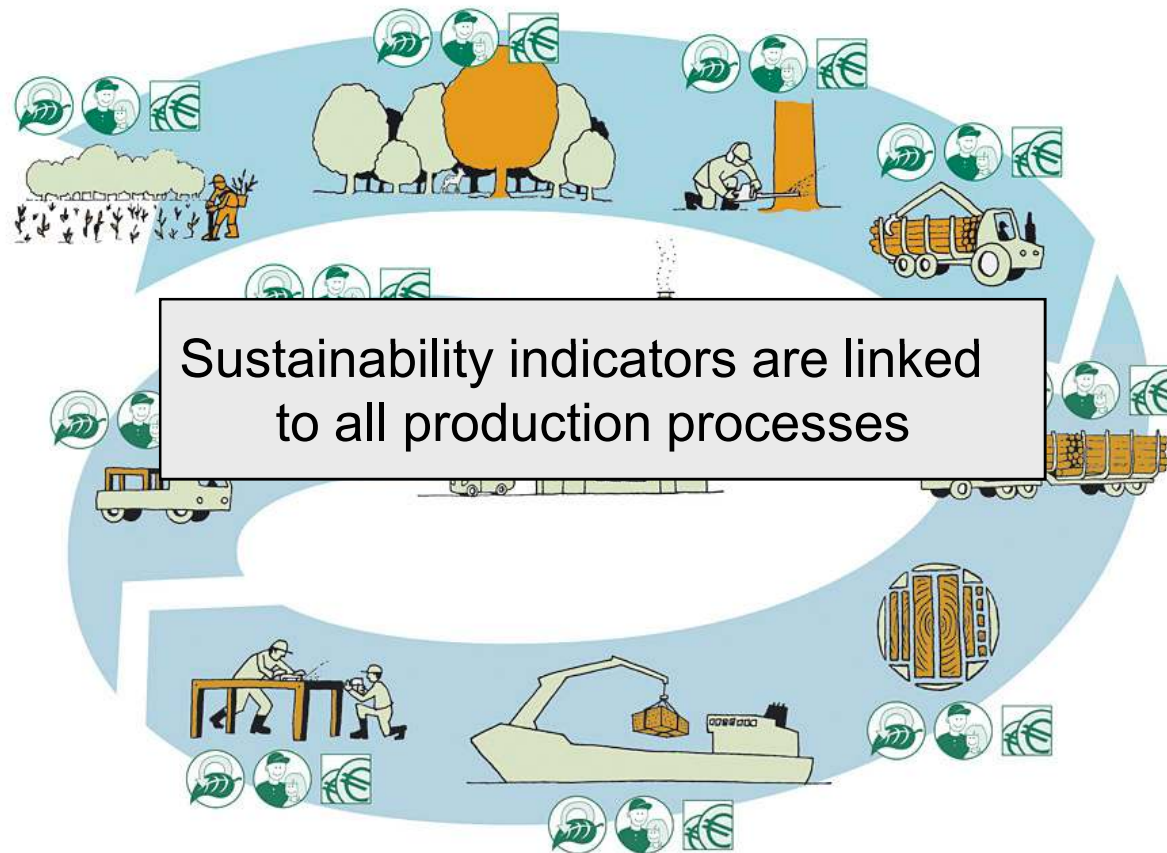 Sustainability indicators are linked
to all production processes